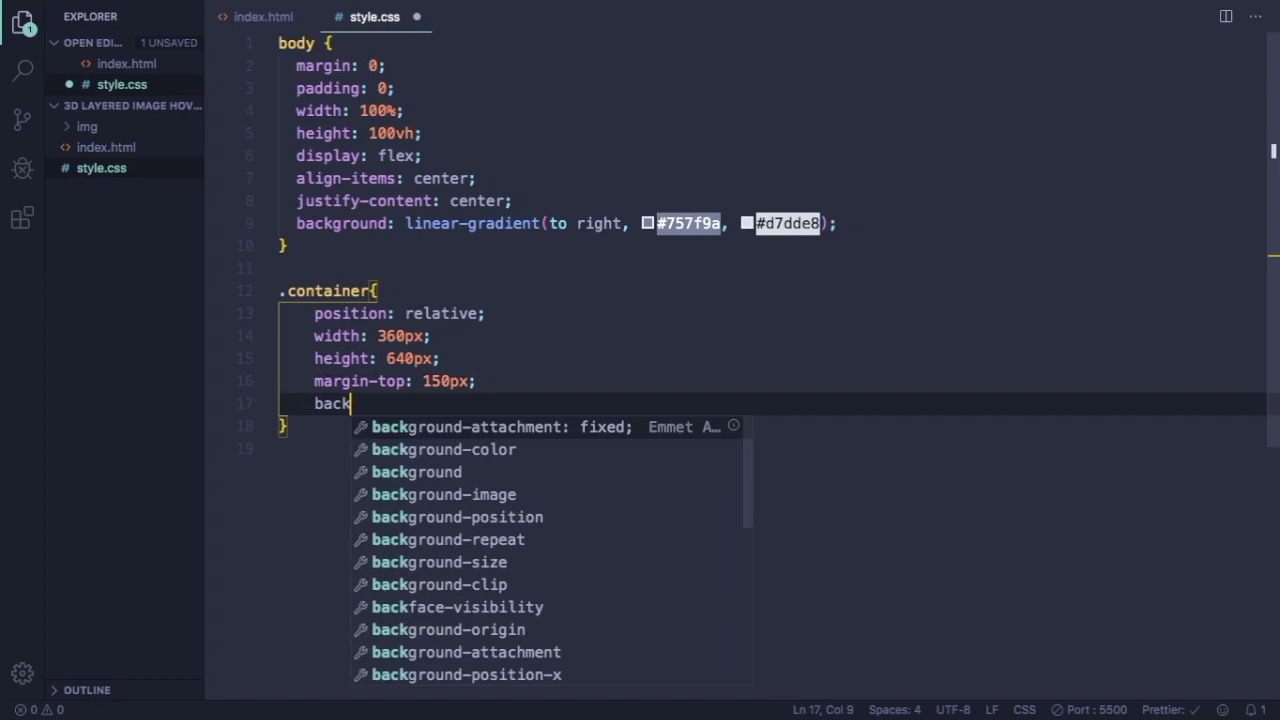 EXPLORER
index.html
# style.css
OPEN EDI...
1 UNSAVED
index.html
# style.css
3D LAYERED IMAGE HOV...
img
index.html
# style.css
OUTLINE
1
1 body {
2 margin: 0;
3 padding: 0;
4 width: 100%;
5 height: 100vh;
6 display: flex;
7 align-items: center;
8 justify-content: center;
9 background: linear-gradient(to right, #757f9a, #d7dde8);
10 }
11
12 .container{
13 position: relative;
14 width: 360px;
15 height: 640px;
16 margin-top: 150px;
17 back
18 }
19
background-attachment: fixed; Emmet A...
background-color
background
background-image
background-position
background-repeat
background-size
background-clip
backface-visibility
background-origin
background-attachment
background-position-x
0 0 Ln 17, Col 9 Spaces: 4 UTF-8 LF CSS Port : 5500 Prettier: 1